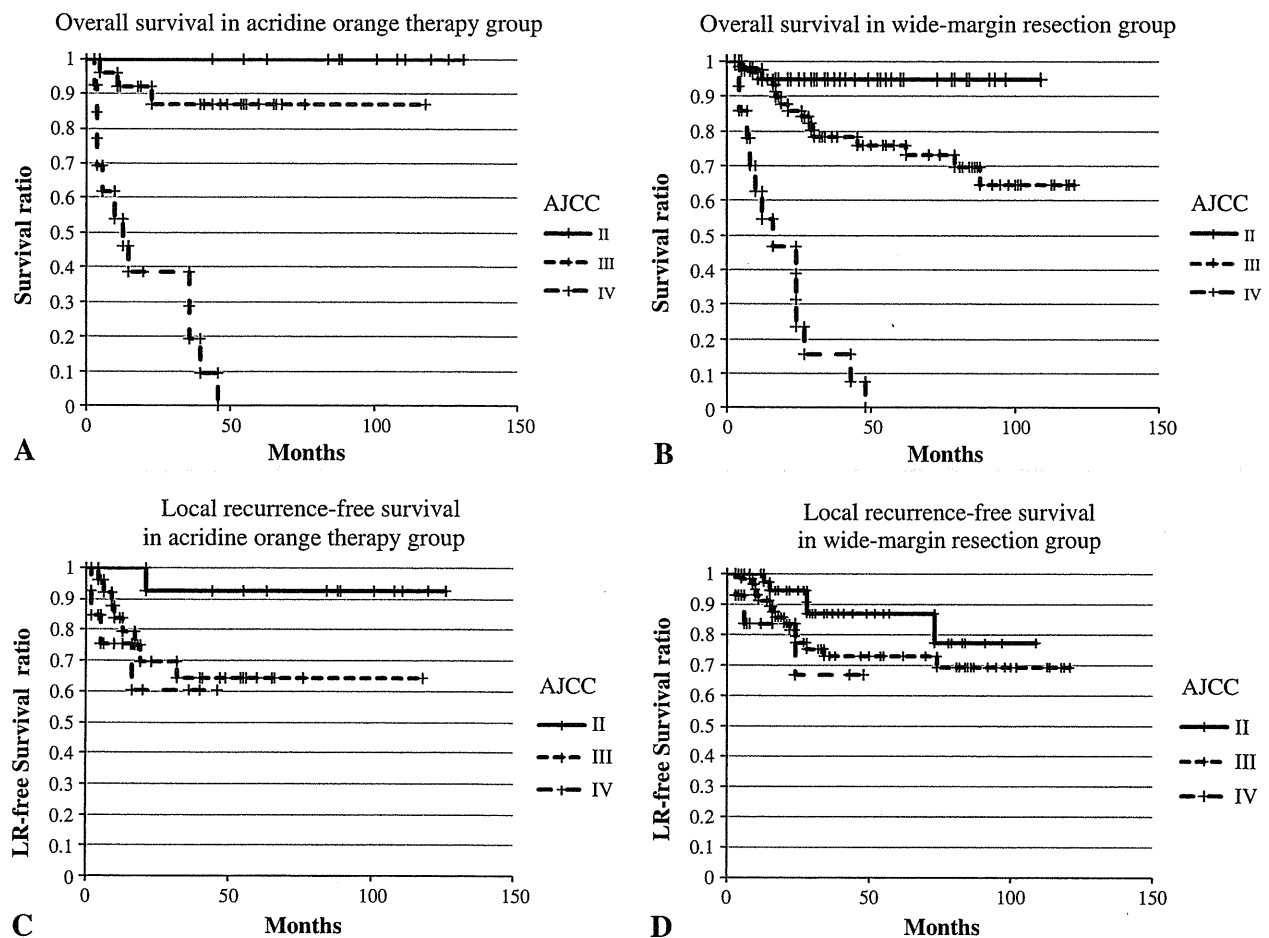 Overall survival in acridine orange therapy group
1
0.9
0.8
0.7
0.6
0.5
0.4
0.3
0.2
0.1
0
Survival ratio
0 50 100 150
Months
AJCC
II
III
IV
A
Overall survival in wide-margin resection group
1
0.9
0.8
0.7
0.6
0.5
0.4
0.3
0.2
0.1
0
Survival ratio
0 50 100 150
Months
AJCC
II
III
IV
B
Local recurrence-free survival
in acridine orange therapy group
1
0.9
0.8
0.7
0.6
0.5
0.4
0.3
0.2
0.1
0
LR-free Survival ratio
0 50 100 150
Months
AJCC
II
III
IV
C
Local recurrence-free survival
in wide-margin resection group
1
0.9
0.8
0.7
0.6
0.5
0.4
0.3
0.2
0.1
0
LR-free Survival ratio
0 50 100 150
Months
AJCC
II
III
IV
D